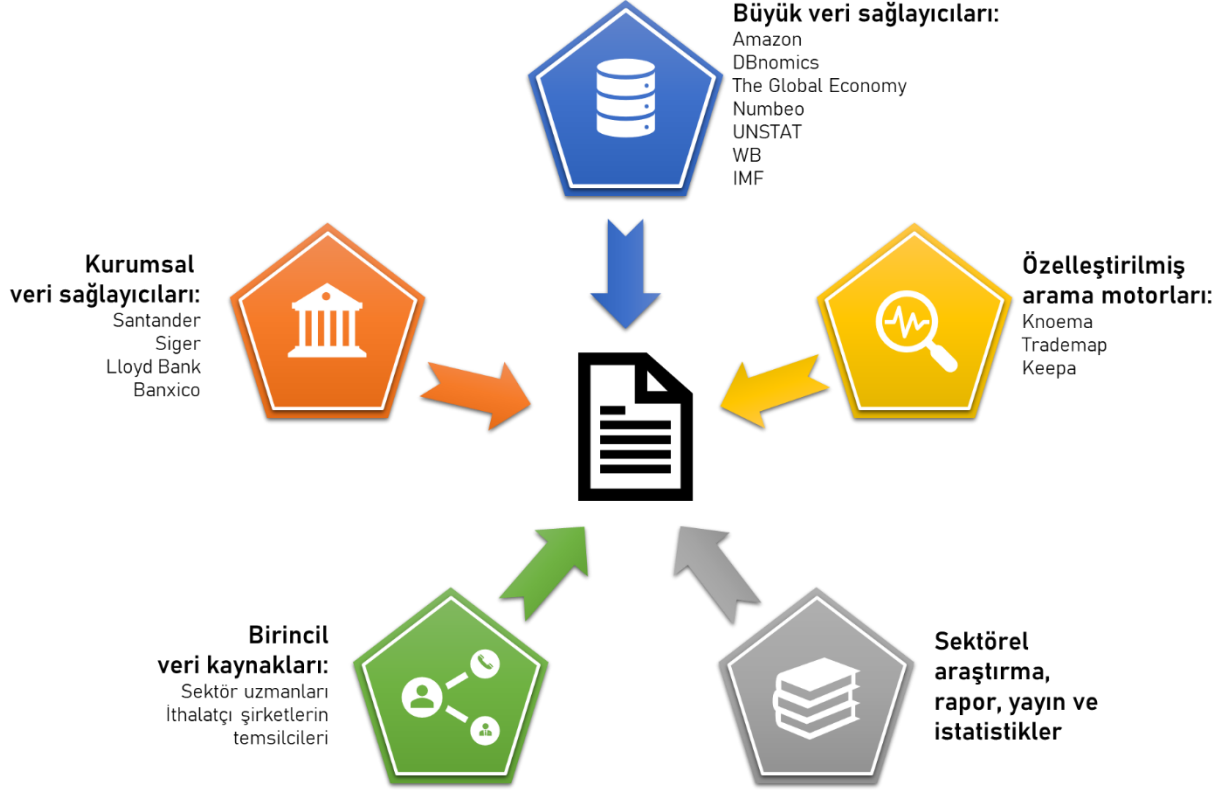 Büyük veri sağlayıcıları:
Amazon
DBnomics
The Global Economy
Numbeo
UNSTAT
WB
IMF
Kurumsal
veri sağlayıcıları:
Santander
Siger
Lloyd Bank
Banxico
Özelleştirilmiş
arama motorları:
Knoema
Trademap
Keepa
Birincil
veri kaynakları:
Sektör uzmanları
İthalatçı şirketlerin
temsilcileri
Sektörel
araştırma,
rapor, yayın ve
istatistikler